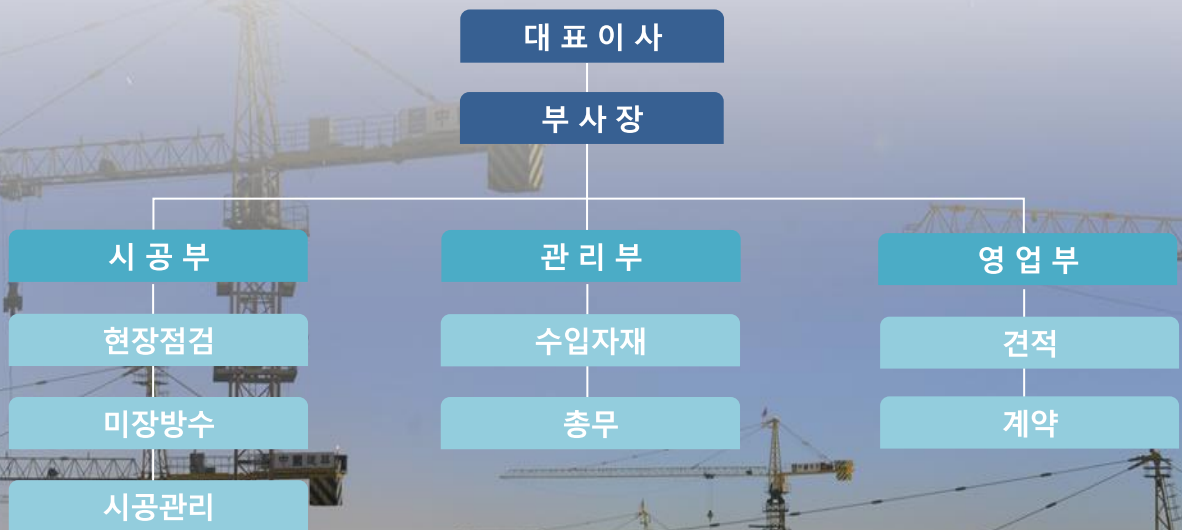 대 표 이 사
부 사 장
시 공 부
관 리 부
영 업 부
현장점검
수입자재
견적
미장방수
총무
계약
시공관리